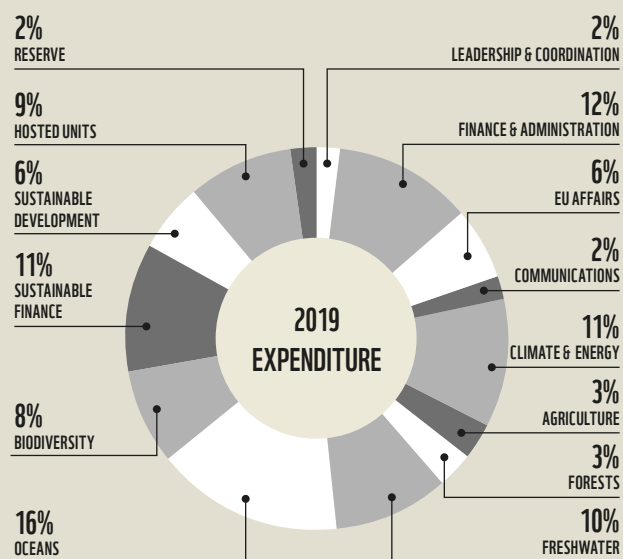 2%
RESERVE
9%
HOSTED UNITS
6%
SUSTAINABLE
DEVELOPMENT
11%
SUSTAINABLE
FINANCE
8%
BIODIVERSITY
16%
OCEANS
2019
EXPENDITURE
2%
LEADERSHIP & COORDINATION
12%
FINANCE & ADMINISTRATION
6%
EU AFFAIRS
2%
COMMUNICATIONS
11%
CLIMATE & ENERGY
3%
AGRICULTURE
3%
FORESTS
10%
FRESHWATER